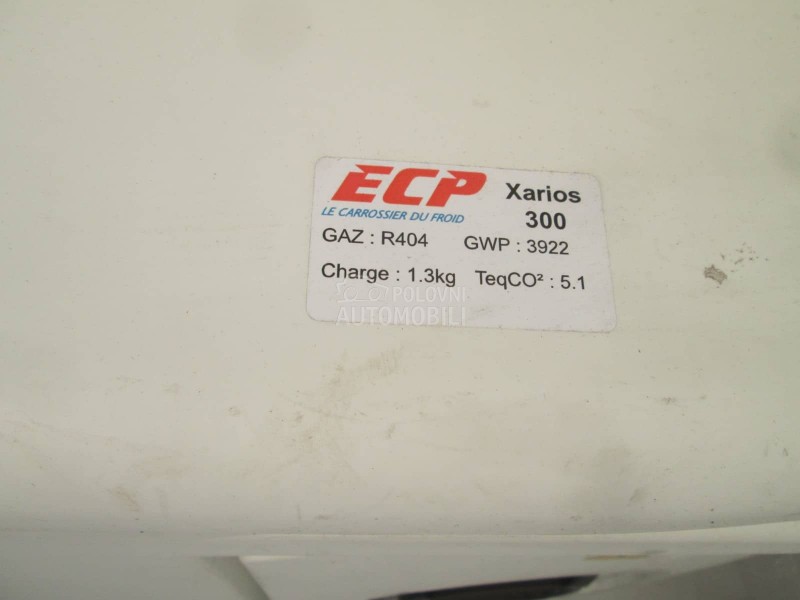 ECP Xarios
LE CARROSSIER DU FROID 300
GAZ : R404 GWP : 3922
Charge : 1.3kg TeqCO² : 5.1
POLOVNI
AUTOMOBILI